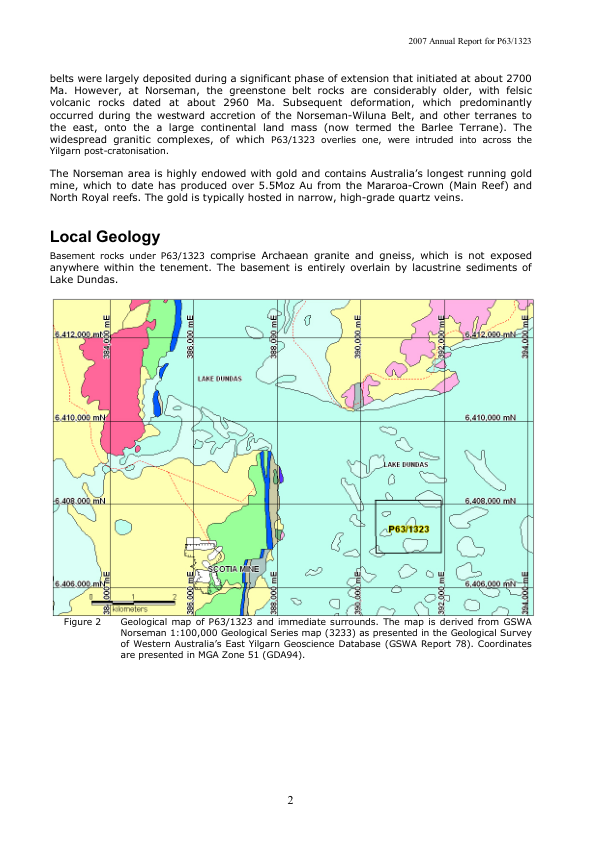 2007 Annual Report for P63/1323
belts were largely deposited during a significant phase of extension that initiated at about 2700
Ma. However, at Norseman, the greenstone belt rocks are considerably older, with felsic
volcanic rocks dated at about 2960 Ma. Subsequent deformation, which predominantly
occurred during the westward accretion of the Norseman-Wiluna Belt, and other terranes to
the east, onto the a large continental land mass (now termed the Barlee Terrane). The
widespread granitic complexes, of which P63/1323 overlies one, were intruded into across the
Yilgarn post-cratonisation.
The Norseman area is highly endowed with gold and contains Australia's longest running gold
mine, which to date has produced over 5.5Moz Au from the Mararoa-Crown (Main Reef) and
North Royal reefs. The gold is typically hosted in narrow, high-grade quartz veins.
Local Geology
Basement rocks under P63/1323 comprise Archaean granite and gneiss, which is not exposed
anywhere within the tenement. The basement is entirely overlain by lacustrine sediments of
Lake Dundas.
384,000 mE
386,000 mE
388,000 mE
390,000 mE
392,000 mE
394,000 mE
6,412,000 mN
6,412,000 mN
LAKE DUNDAS
6,410,000 mN
6,410,000 mN
LAKE DUNDAS
6,408,000 mN
6,408,000 mN
P63/1323
SCOTIA MINE
6,406,000 mN
6,406,000 mN
0 1 2
kilometers
384,000 mE
386,000 mE
388,000 mE
390,000 mE
392,000 mE
394,000 mE
Figure 2 Geological map of P63/1323 and immediate surrounds. The map is derived from GSWA
Norseman 1:100,000 Geological Series map (3233) as presented in the Geological Survey
of Western Australia's East Yilgarn Geoscience Database (GSWA Report 78). Coordinates
are presented in MGA Zone 51 (GDA94).
2